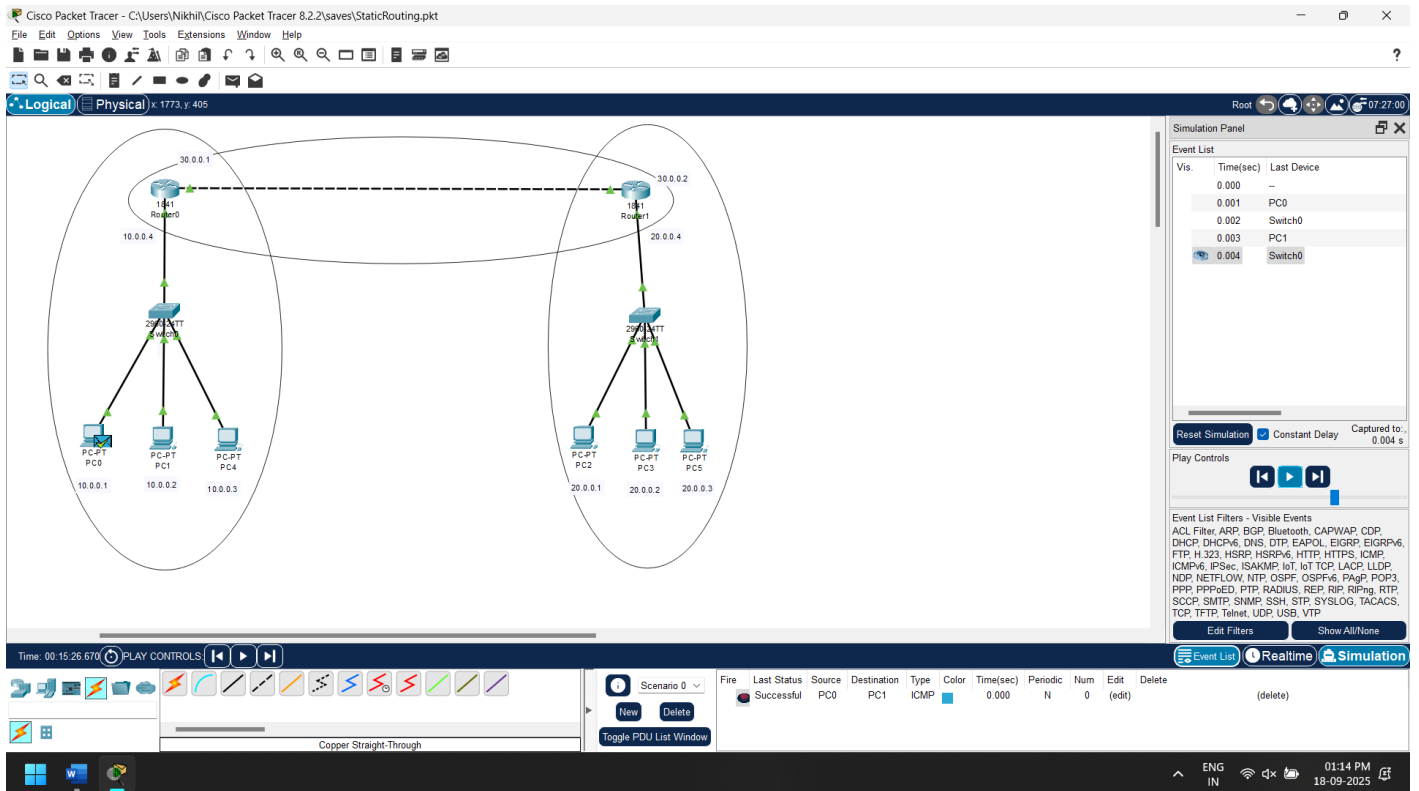 Cisco Packet Tracer - C:\Users\Nikhil\Cisco Packet Tracer 8.2.2\saves\StaticRouting.pkt
File Edit Options View Tools Extensions Window Help
?
Logical Physical x: 1773, y: 405 Root 07:27:00
30.0.0.1
1841
Router0
10.0.0.4
30.0.0.2
1841
Router1
20.0.0.4
2960-24TT
Switch0
2960-24TT
Switch1
PC-PT
PC0
10.0.0.1
PC-PT
PC1
10.0.0.2
PC-PT
PC4
10.0.0.3
PC-PT
PC2
20.0.0.1
PC-PT
PC3
20.0.0.2
PC-PT
PC5
20.0.0.3
Simulation Panel
Event List
Vis. Time(sec) Last Device
0.000 --
0.001 PC0
0.002 Switch0
0.003 PC1
0.004 Switch0
Reset Simulation Constant Delay Captured to:
0.004 s
Play Controls
Event List Filters - Visible Events
ACL Filter, ARP, BGP, Bluetooth, CAPWAP, CDP,
DHCP, DHCPv6, DNS, DTP, EAPOL, EIGRP, EIGRPv6,
FTP, H.323, HSRP, HSRPv6, HTTP, HTTPS, ICMP,
ICMPv6, IPSec, ISAKMP, IoT, IoT TCP, LACP, LLDP,
NDP, NETFLOW, NTP, OSPF, OSPFv6, PAgP, POP3,
PPP, PPPoED, PTP, RADIUS, REP, RIP, RIPng, RTP,
SCCP, SMTP, SNMP, SSH, STP, SYSLOG, TACACS,
TCP, TFTP, Telnet, UDP, USB, VTP
Edit Filters Show All/None
Time: 00:15:26.670 PLAY CONTROLS: Event List Realtime Simulation
Scenario 0
New Delete
Toggle PDU List Window
Fire Last Status Source Destination Type Color Time(sec) Periodic Num Edit Delete
Successful PC0 PC1 ICMP 0.000 N 0 (edit) (delete)
Copper Straight-Through
ENG
IN
01:14 PM
18-09-2025